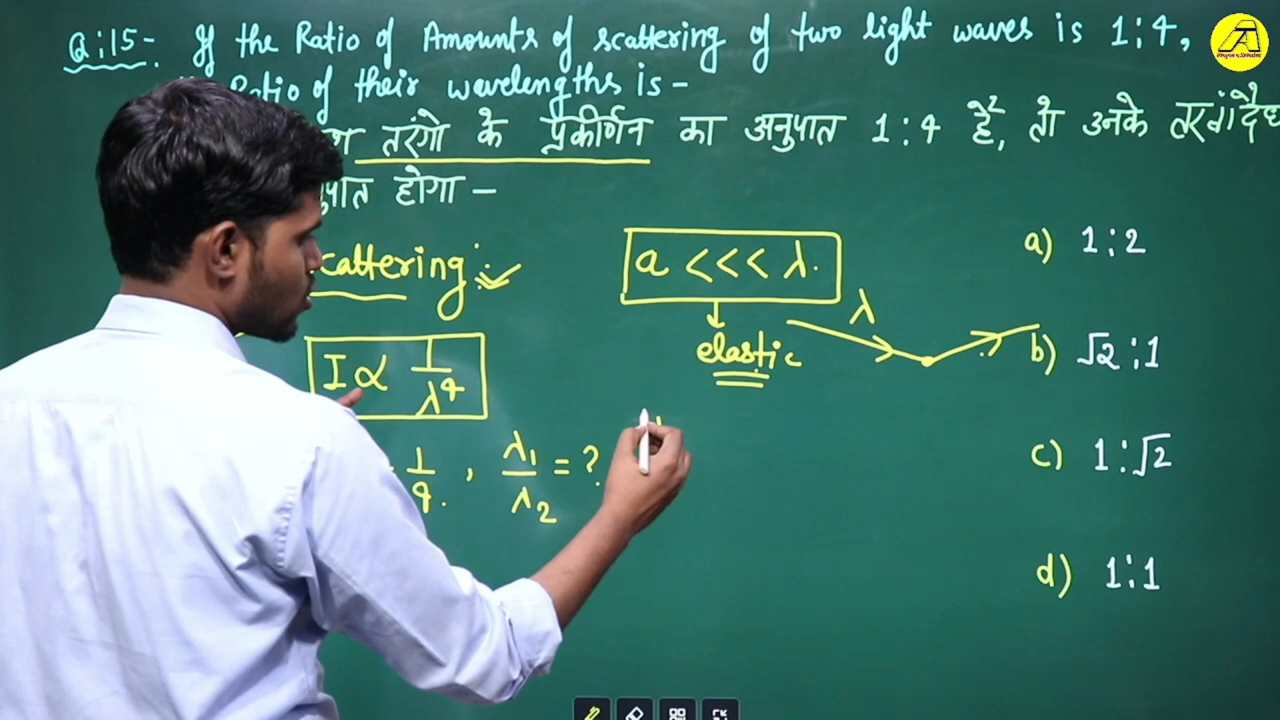 Q:15- If the Ratio of Amounts of scattering of two light waves is 1:4,
Ratio of their wavelengths is -
तरंगो के प्रकीर्णन का अनुपात 1:4 है, तो उनके तरंगदैर्ध
होगा -
cattering :
a <<< λ.
a) 1:2
λ
I ∝ 1/λ⁴
elastic
b) √2:1
1/4. , λ₁/λ₂ = ?
c) 1:√2
d) 1:1